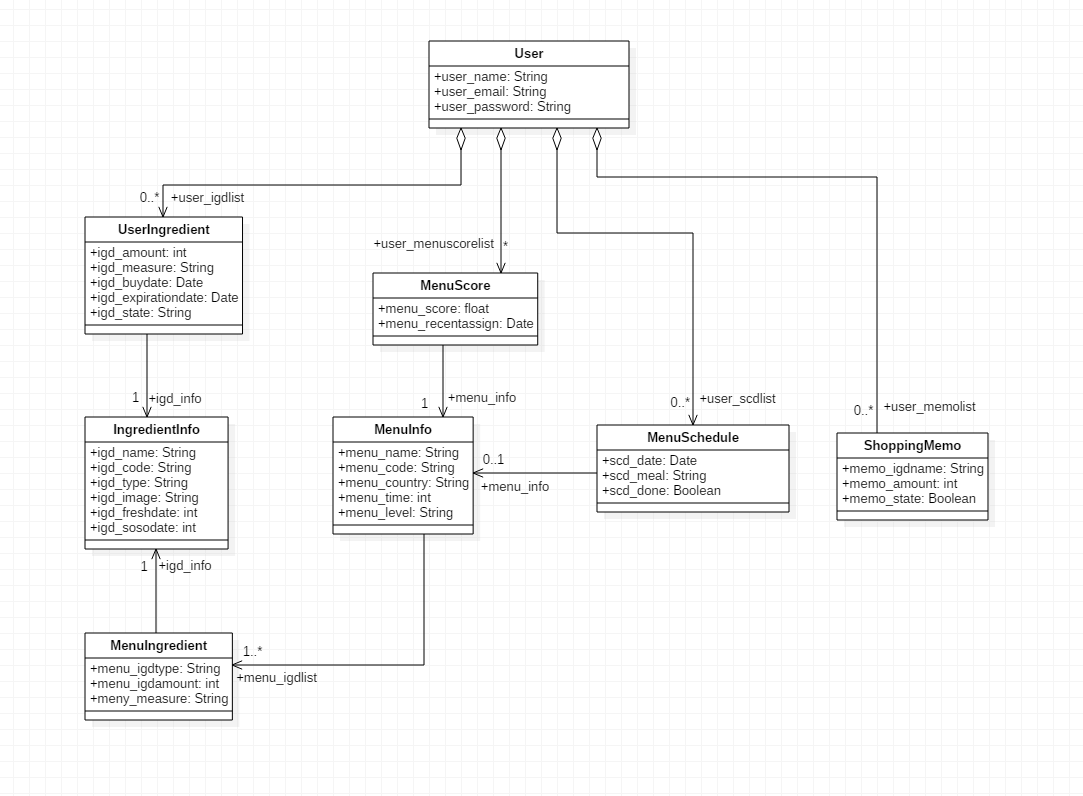 User
+user_name: String
+user_email: String
+user_password: String
0..* +user_igdlist
UserIngredient
+igd_amount: int
+igd_measure: String
+igd_buydate: Date
+igd_expirationdate: Date
+igd_state: String
+user_menuscorelist *
MenuScore
+menu_score: float
+menu_recentassign: Date
1 +igd_info
IngredientInfo
+igd_name: String
+igd_code: String
+igd_type: String
+igd_image: String
+igd_freshdate: int
+igd_sosodate: int
1 +menu_info
MenuInfo
+menu_name: String
+menu_code: String
+menu_country: String
+menu_time: int
+menu_level: String
0..1
+menu_info
0..* +user_scdlist
MenuSchedule
+scd_date: Date
+scd_meal: String
+scd_done: Boolean
0..* +user_memolist
ShoppingMemo
+memo_igdname: String
+memo_amount: int
+memo_state: Boolean
1 +igd_info
MenuIngredient
+menu_igdtype: String
+menu_igdamount: int
+meny_measure: String
1..*
+menu_igdlist